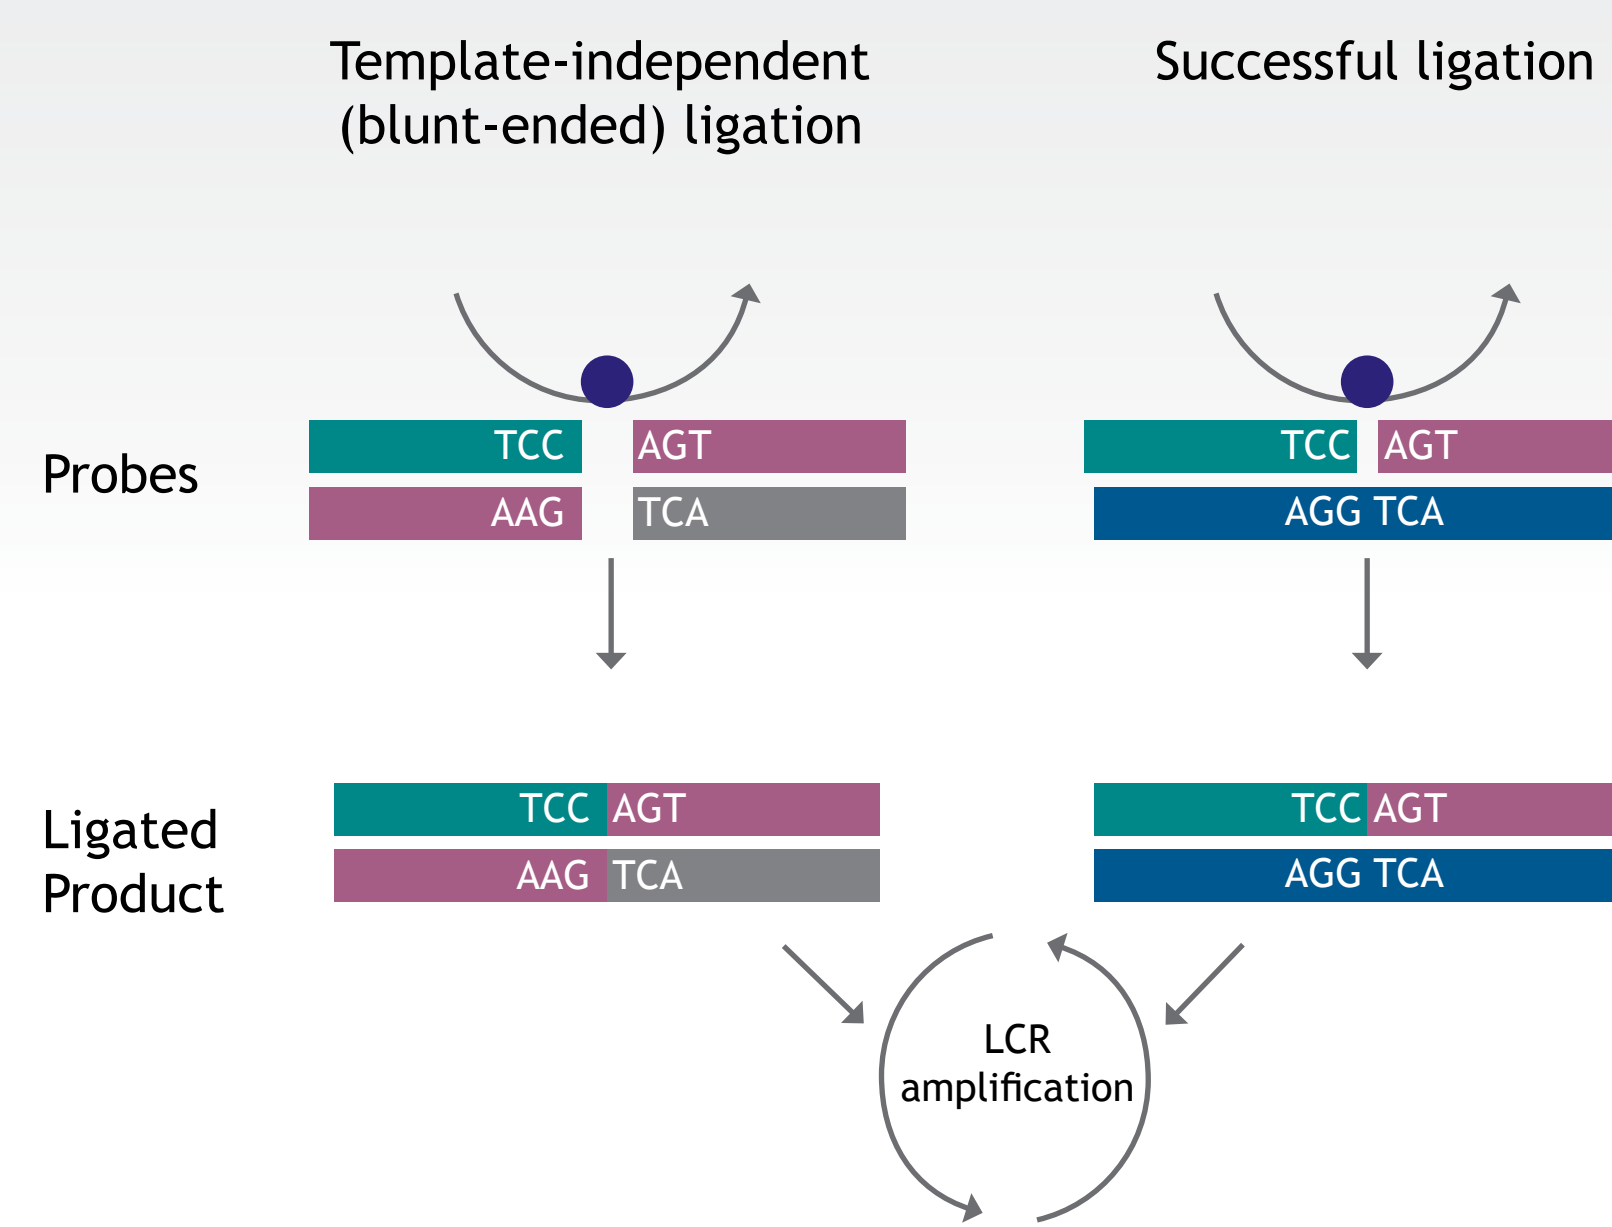 Template-independent
(blunt-ended) ligation
Successful ligation
Probes
TCC AGT
AAG TCA
TCC AGT
AGG TCA
Ligated
Product
TCC AGT
AAG TCA
TCC AGT
AGG TCA
LCR
amplification